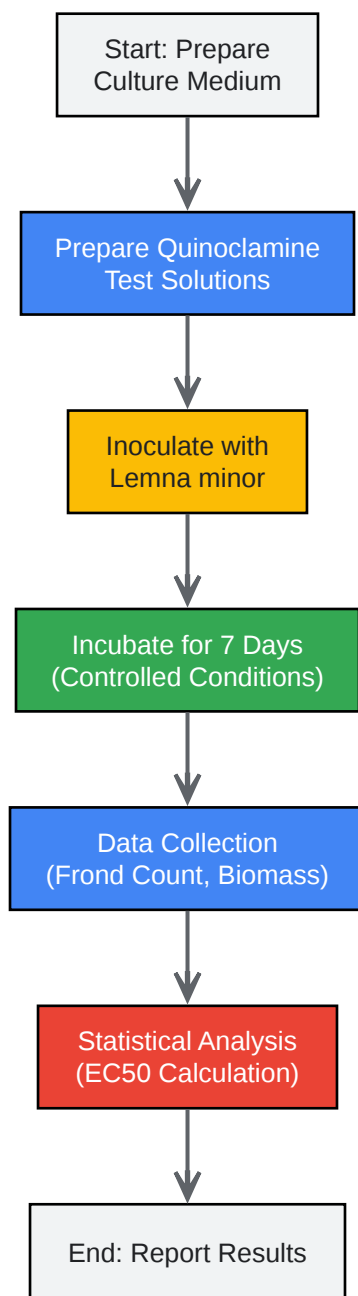 Start: Prepare
Culture Medium
Prepare Quinoclamine
Test Solutions
Inoculate with
Lemna minor
Incubate for 7 Days
(Controlled Conditions)
Data Collection
(Frond Count, Biomass)
Statistical Analysis
(EC50 Calculation)
End: Report Results